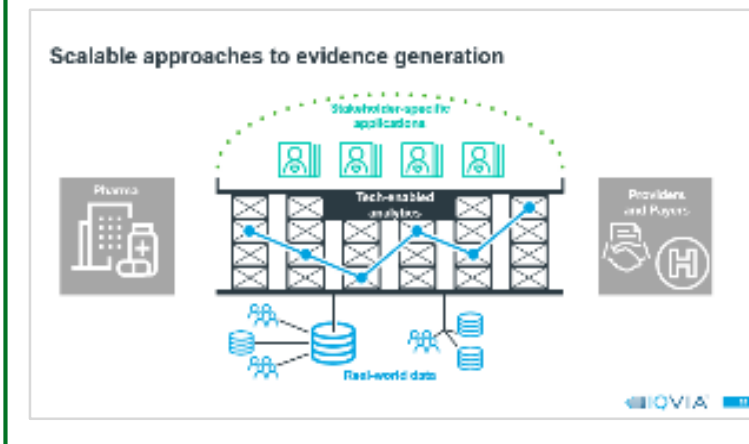 Scalable approaches to evidence generation
Stakeholder-specific
applications
Pharma
Tech-enabled
analytics
Providers
and Payers
H
Real-world data
IQVIA